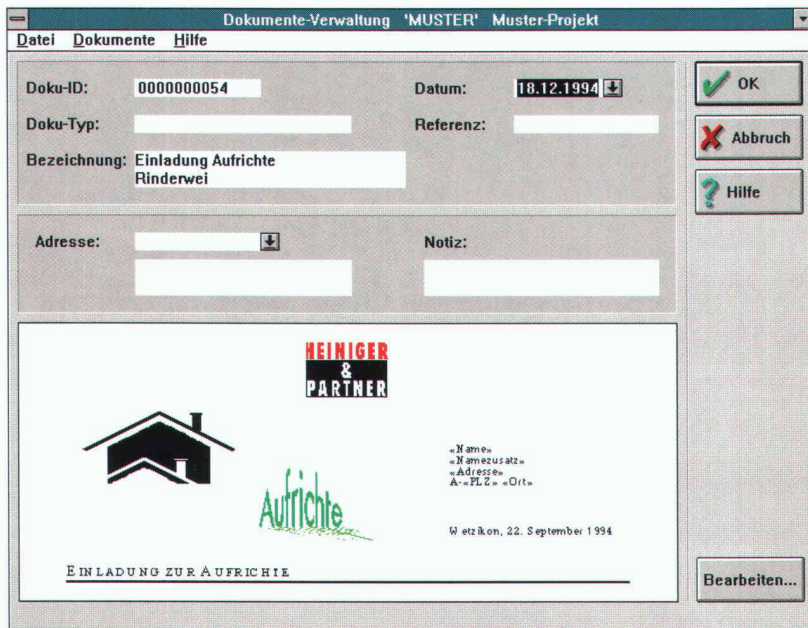 Dokumente-Verwaltung 'MUSTER' Muster-Projekt
Datei Dokumente Hilfe
Doku-ID: 0000000054 Datum: 18.12.1994
Doku-Typ: Referenz:
Bezeichnung: Einladung Aufrichte
Rinderwei
Adresse: Notiz:
OK
Abbruch
Hilfe
HEINIGER
&
PARTNER
Aufrichte
«Name»
«Namezusatz»
«Adresse»
A-«PLZ» «Ort»
Wetzikon, 22. September 1994
EINLADUNG ZUR AUFRICHTE
Bearbeiten...